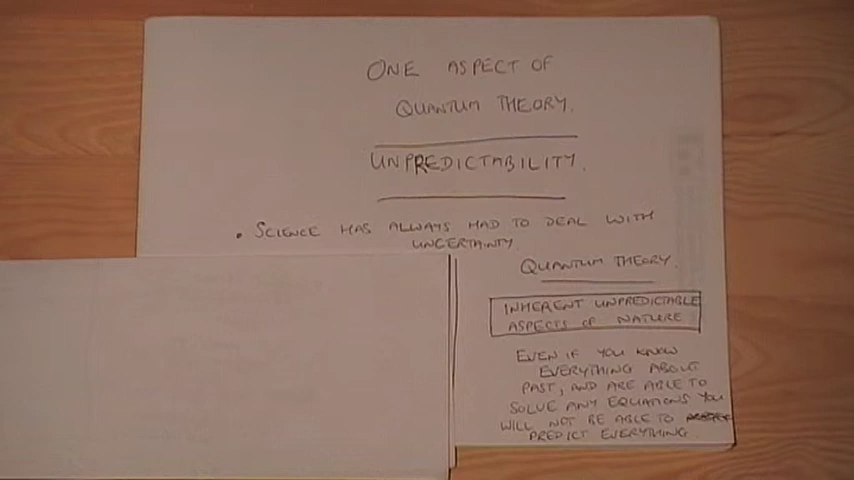 ONE ASPECT OF
QUANTUM THEORY.
UNPREDICTABILITY.
• SCIENCE HAS ALWAYS HAD TO DEAL WITH
UNCERTAINTY.
QUANTUM THEORY.
INHERENT UNPREDICTABLE
ASPECTS OF NATURE
EVEN IF YOU KNOW
EVERYTHING ABOUT
PAST, AND ARE ABLE TO
SOLVE ANY EQUATIONS YOU
WILL NOT BE ABLE TO
PREDICT EVERYTHING